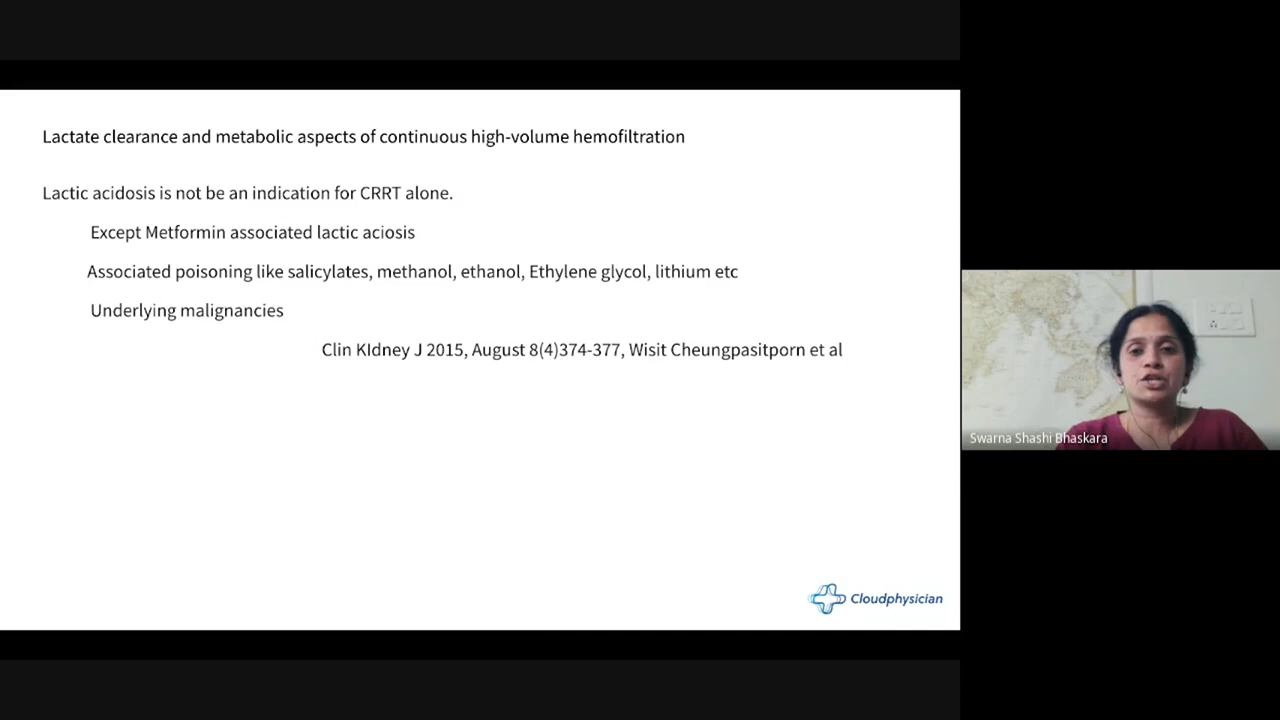 Lactate clearance and metabolic aspects of continuous high-volume hemofiltration
Lactic acidosis is not be an indication for CRRT alone.
Except Metformin associated lactic aciosis
Associated poisoning like salicylates, methanol, ethanol, Ethylene glycol, lithium etc
Underlying malignancies
Clin KIdney J 2015, August 8(4)374-377, Wisit Cheungpasitporn et al
Cloudphysician
Swarna Shashi Bhaskara